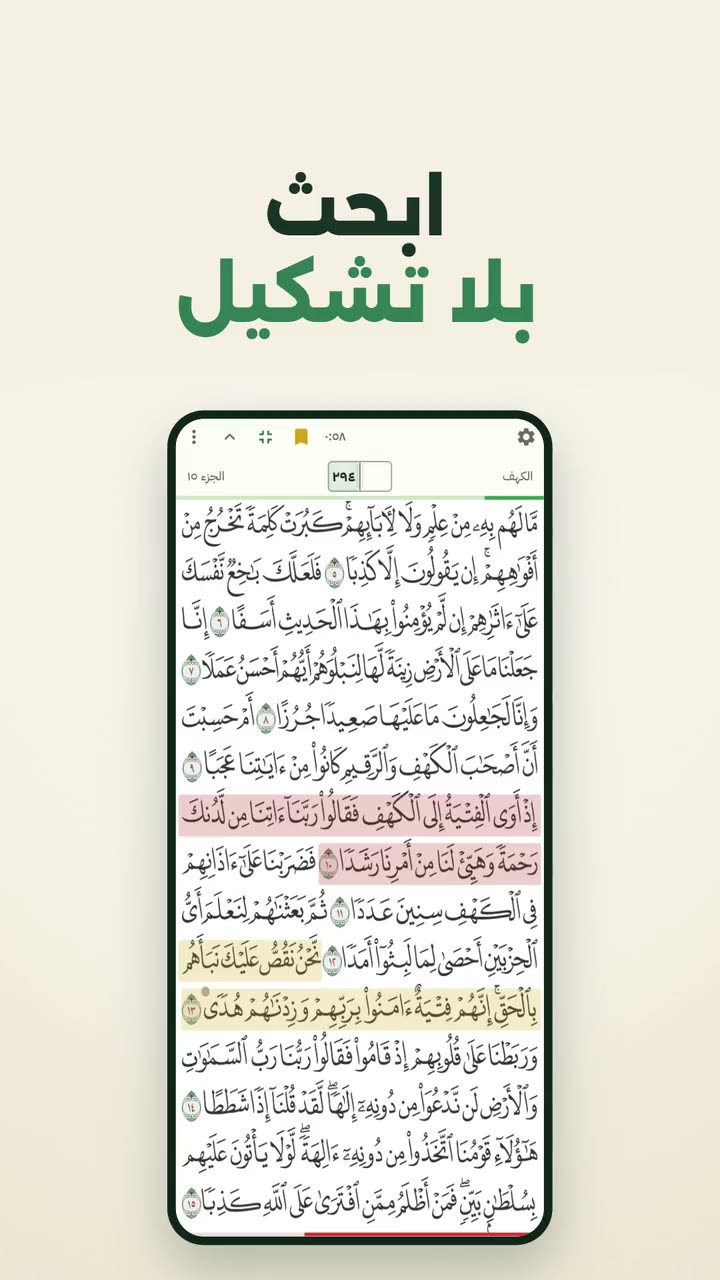 ابحث
بلا تشكيل
٠:٥٨
الكهف
٢٩٤
الجزء ١٥
مَّا لَهُم بِهِۦ مِنْ عِلْمٍ وَلَا لِـَٔابَآئِهِمْ ۚ كَبُرَتْ كَلِمَةً تَخْرُجُ مِنْ
أَفْوَٰهِهِمْ ۚ إِن يَقُولُونَ إِلَّا كَذِبًا ٥ فَلَعَلَّكَ بَـٰخِعٌ نَّفْسَكَ
عَلَىٰٓ ءَاثَـٰرِهِمْ إِن لَّمْ يُؤْمِنُوا۟ بِهَـٰذَا ٱلْحَدِيثِ أَسَفًا ٦ إِنَّا
جَعَلْنَا مَا عَلَى ٱلْأَرْضِ زِينَةً لَّهَا لِنَبْلُوَهُمْ أَيُّهُمْ أَحْسَنُ عَمَلًا ٧
وَإِنَّا لَجَـٰعِلُونَ مَا عَلَيْهَا صَعِيدًا جُرُزًا ٨ أَمْ حَسِبْتَ
أَنَّ أَصْحَـٰبَ ٱلْكَهْفِ وَٱلرَّقِيمِ كَانُوا۟ مِنْ ءَايَـٰتِنَا عَجَبًا ٩
إِذْ أَوَى ٱلْفِتْيَةُ إِلَى ٱلْكَهْفِ فَقَالُوا۟ رَبَّنَآ ءَاتِنَا مِن لَّدُنكَ
رَحْمَةً وَهَيِّئْ لَنَا مِنْ أَمْرِنَا رَشَدًا ١٠ فَضَرَبْنَا عَلَىٰٓ ءَاذَانِهِمْ
فِى ٱلْكَهْفِ سِنِينَ عَدَدًا ١١ ثُمَّ بَعَثْنَـٰهُمْ لِنَعْلَمَ أَىُّ
ٱلْحِزْبَيْنِ أَحْصَىٰ لِمَا لَبِثُوٓا۟ أَمَدًا ١٢ نَّحْنُ نَقُصُّ عَلَيْكَ نَبَأَهُم
بِٱلْحَقِّ ۚ إِنَّهُمْ فِتْيَةٌ ءَامَنُوا۟ بِرَبِّهِمْ وَزِدْنَـٰهُمْ هُدًى ١٣
وَرَبَطْنَا عَلَىٰ قُلُوبِهِمْ إِذْ قَامُوا۟ فَقَالُوا۟ رَبُّنَا رَبُّ ٱلسَّمَـٰوَٰتِ
وَٱلْأَرْضِ لَن نَّدْعُوَا۟ مِن دُونِهِۦٓ إِلَـٰهًا ۖ لَّقَدْ قُلْنَآ إِذًا شَطَطًا ١٤
هَـٰٓؤُلَآءِ قَوْمُنَا ٱتَّخَذُوا۟ مِن دُونِهِۦٓ ءَالِهَةً ۖ لَّوْلَا يَأْتُونَ عَلَيْهِم
بِسُلْطَـٰنٍۭ بَيِّنٍ ۖ فَمَنْ أَظْلَمُ مِمَّنِ ٱفْتَرَىٰ عَلَى ٱللَّهِ كَذِبًا ١٥